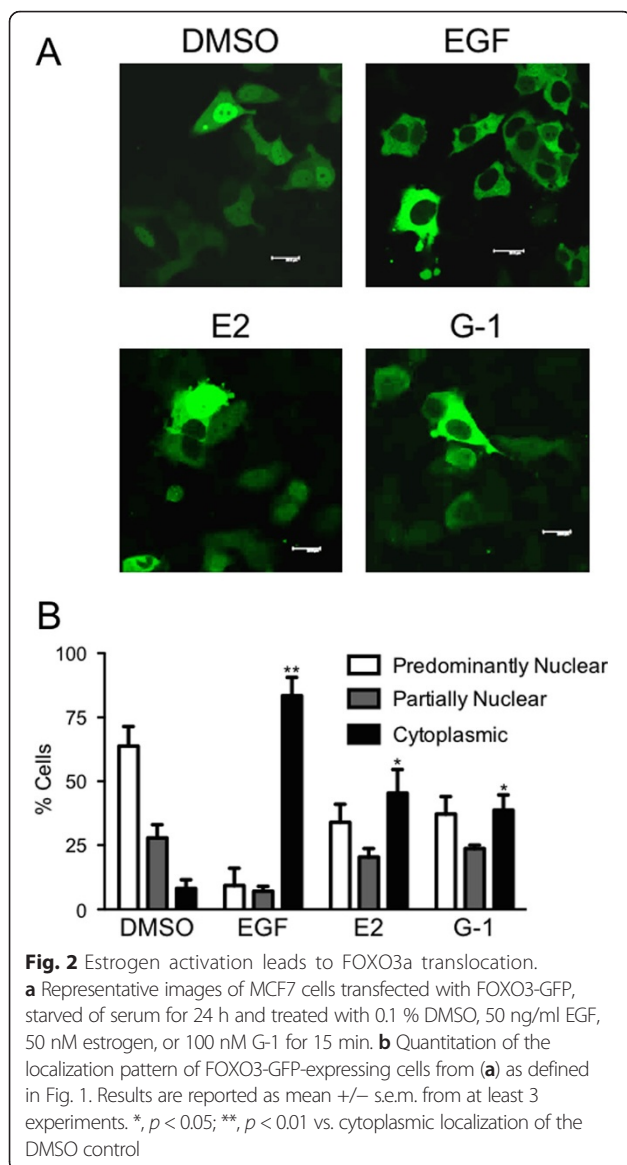 A
DMSO
EGF
E2
G-1
B
100
75
50
25
0
% Cells
**
*
*
Predominantly Nuclear
Partially Nuclear
Cytoplasmic
DMSO
EGF
E2
G-1
Fig. 2 Estrogen activation leads to FOXO3a translocation.
a Representative images of MCF7 cells transfected with FOXO3-GFP,
starved of serum for 24 h and treated with 0.1 % DMSO, 50 ng/ml EGF,
50 nM estrogen, or 100 nM G-1 for 15 min. b Quantitation of the
localization pattern of FOXO3-GFP-expressing cells from (a) as defined
in Fig. 1. Results are reported as mean +/− s.e.m. from at least 3
experiments. *, p < 0.05; **, p < 0.01 vs. cytoplasmic localization of the
DMSO control